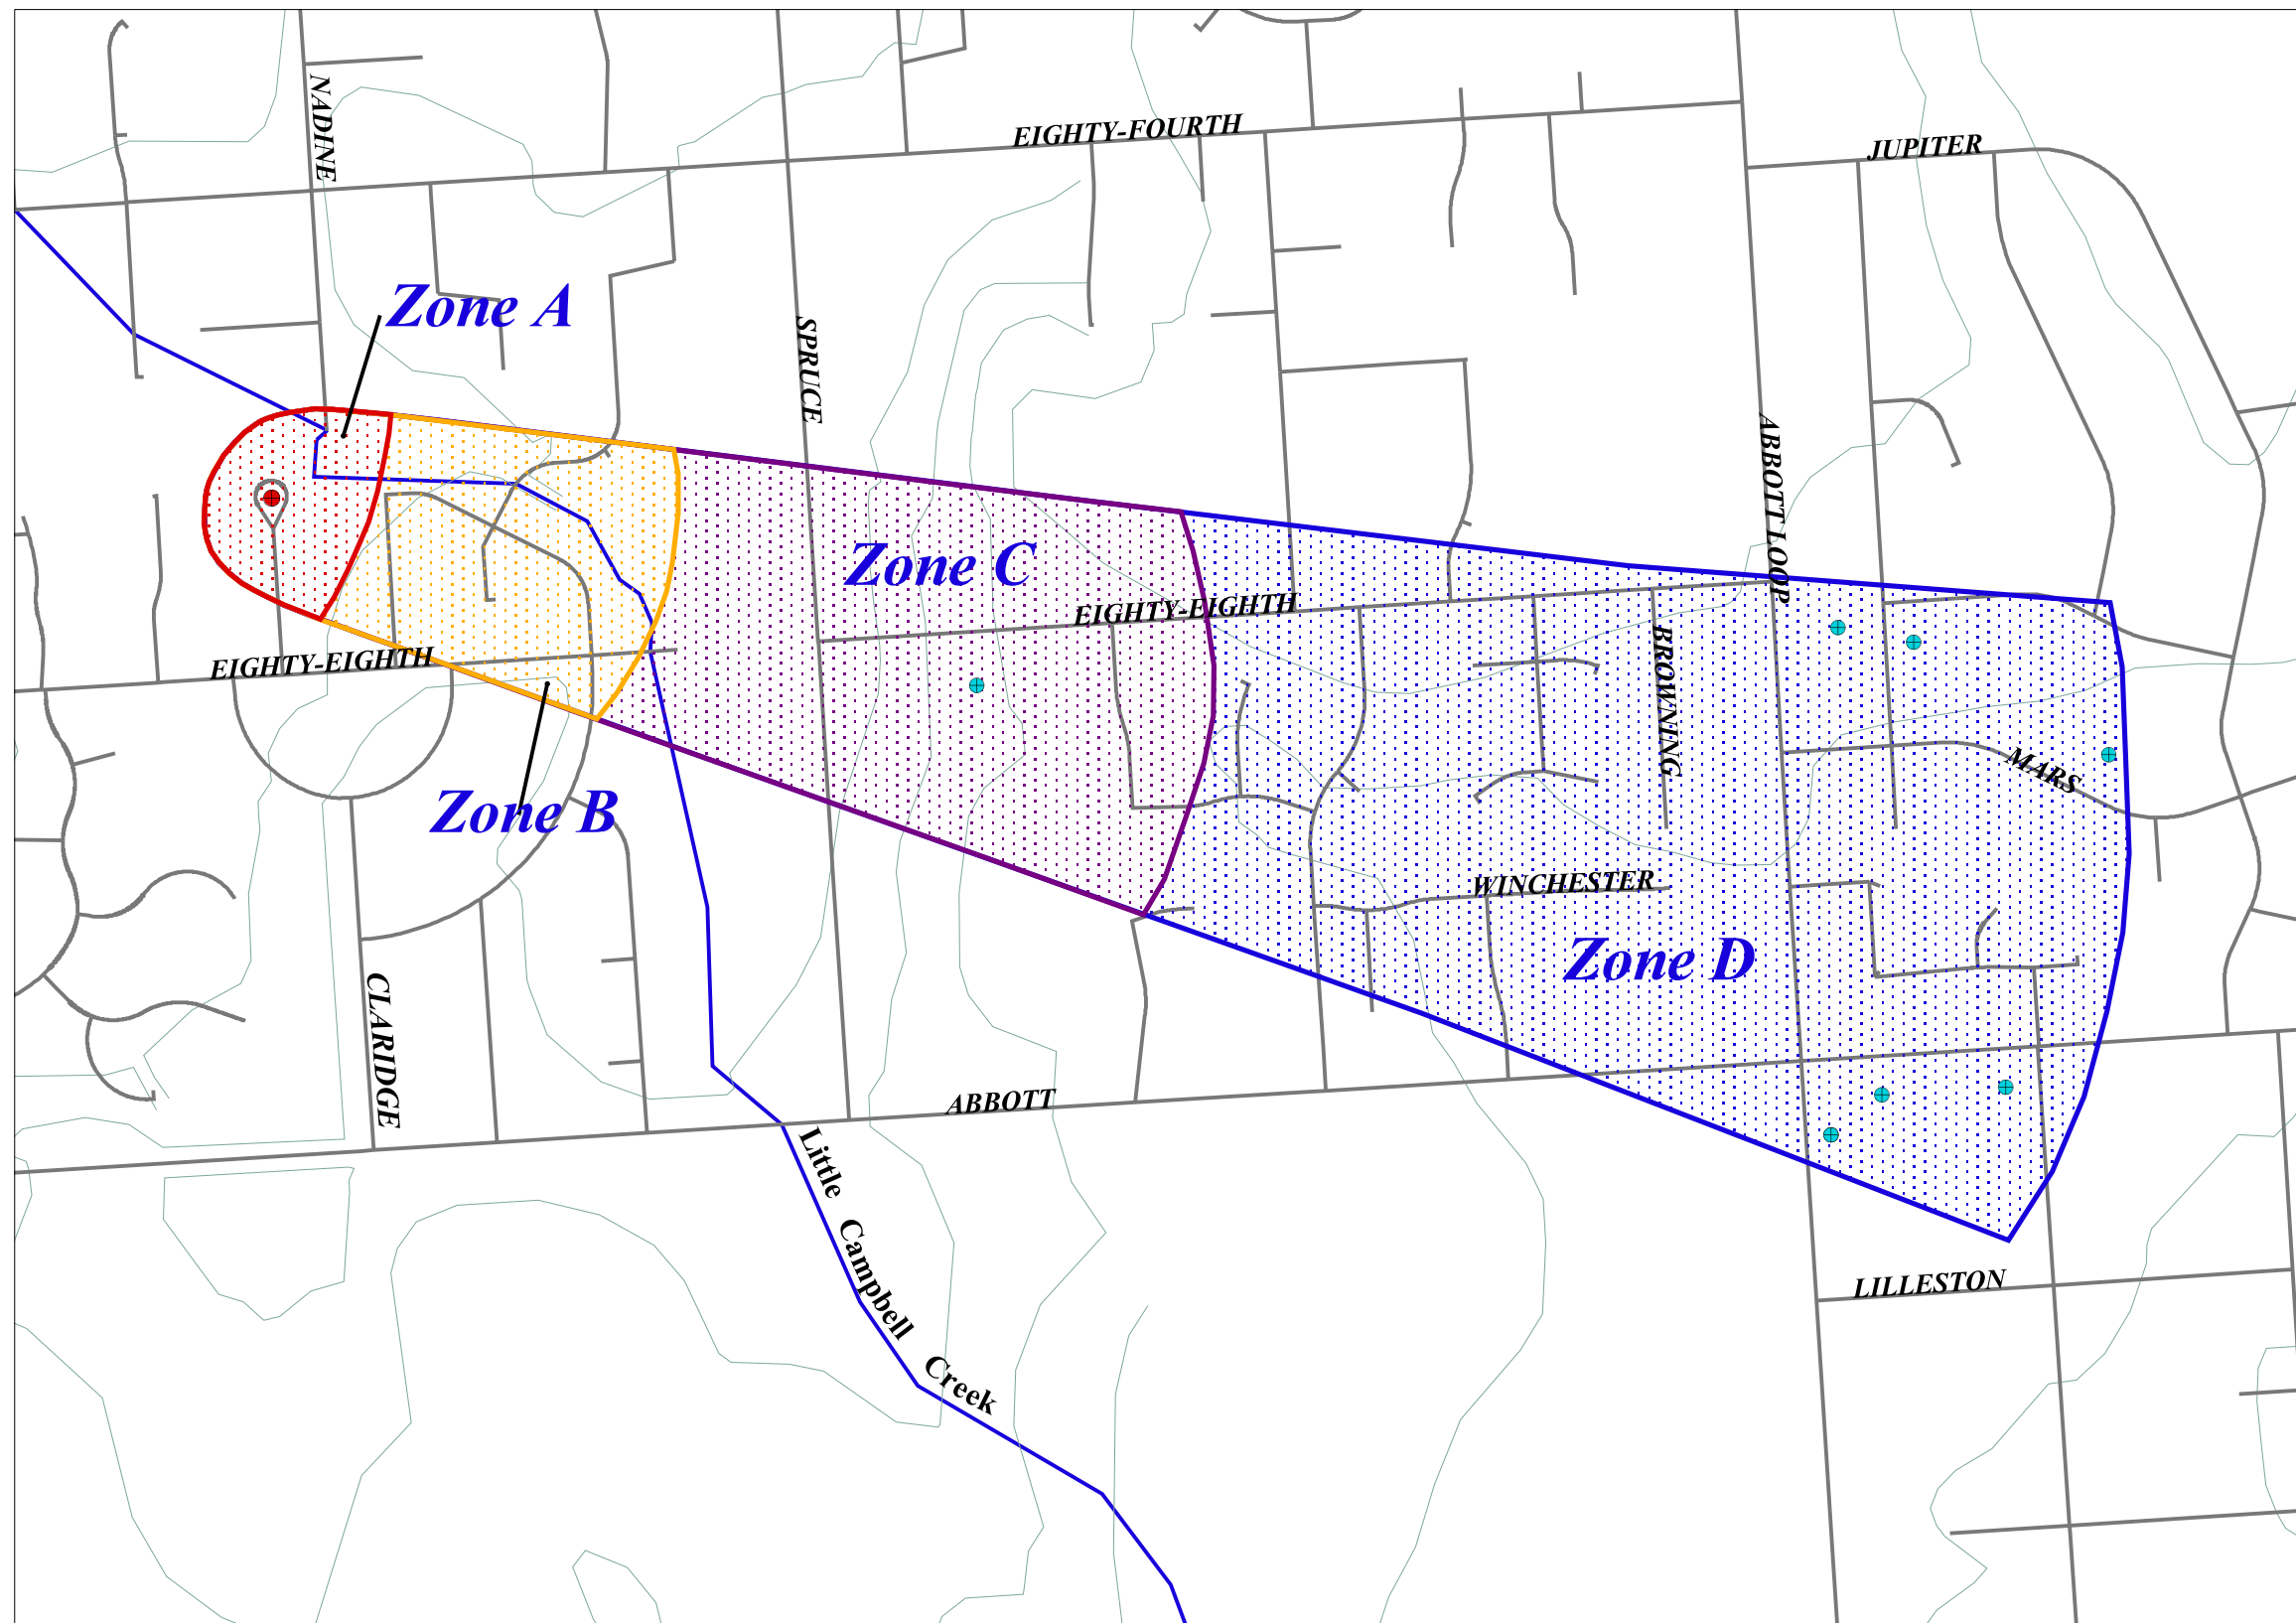 NADINE
EIGHTY-FOURTH
JUPITER
Zone A
SPRUCE
ABBOTT LOOP
Zone C
EIGHTY-EIGHTH
BROWNING
EIGHTY-EIGHTH
MARS
Zone B
WINCHESTER
Zone D
CLARIDGE
ABBOTT
Little Campbell Creek
LILLESTON